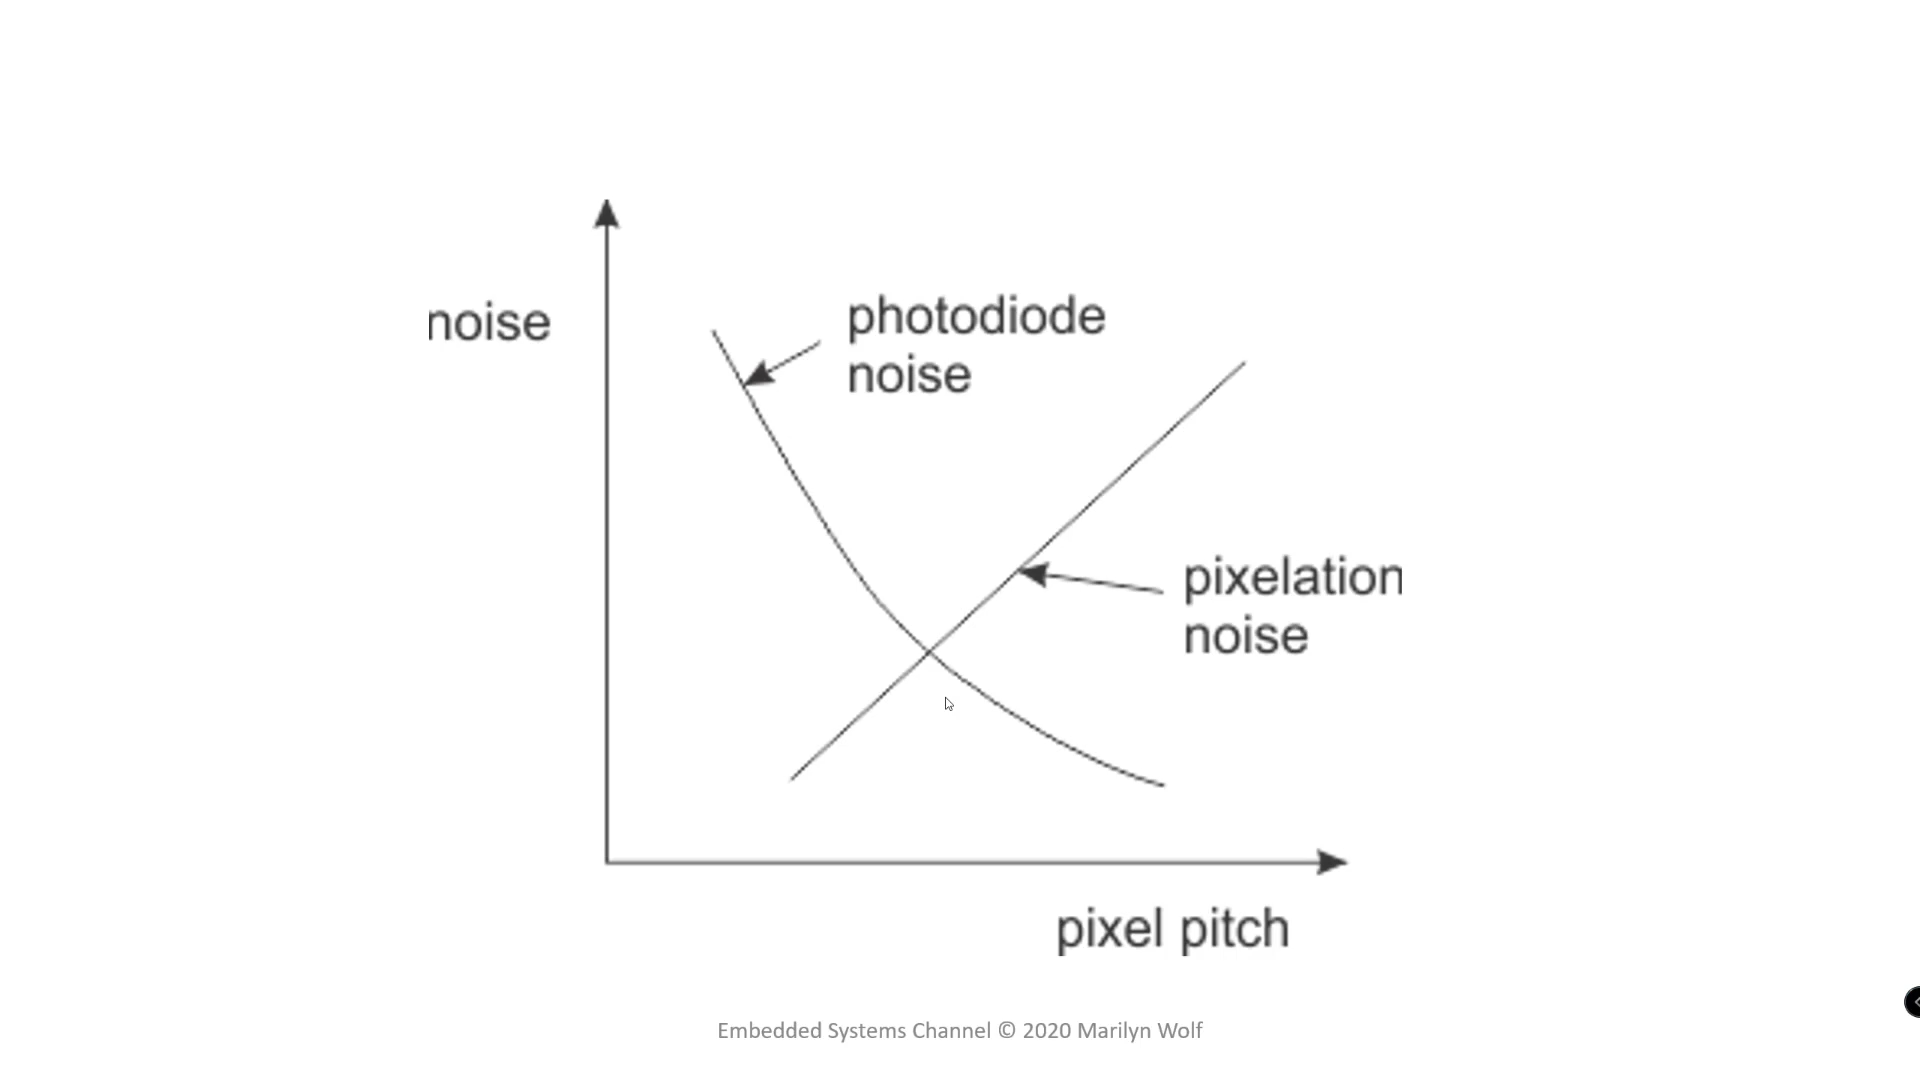 noise
photodiode
noise
pixelation
noise
pixel pitch
Embedded Systems Channel © 2020 Marilyn Wolf